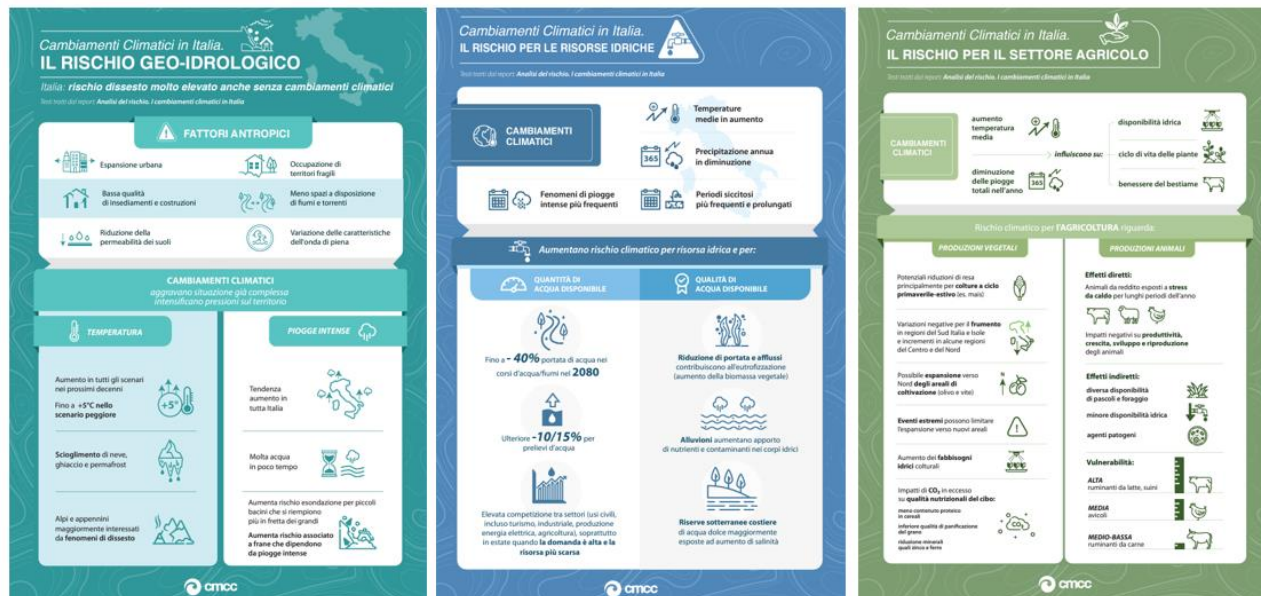 Cambiamenti Climatici in Italia.
IL RISCHIO GEO-IDROLOGICO
Italia: rischio dissesto molto elevato anche senza cambiamenti climatici
Testi tratti dal report: Analisi del rischio. I cambiamenti climatici in Italia
FATTORI ANTROPICI
Espansione urbana
Occupazione di
territori fragili
Bassa qualità
di insediamenti e costruzioni
Meno spazi a disposizione
di fiumi e torrenti
Riduzione della
permeabilità dei suoli
Variazione delle caratteristiche
dell'onda di piena
CAMBIAMENTI CLIMATICI
aggravano situazione già complessa
intensificano pressioni sul territorio
TEMPERATURA
Aumento in tutti gli scenari
nei prossimi decenni
Fino a +5°C nello
scenario peggiore
+5°
Scioglimento di neve,
ghiaccio e permafrost
Alpi e appennini
maggiormente interessati
da fenomeni di dissesto
PIOGGE INTENSE
Tendenza
aumento in
tutta Italia
Molta acqua
in poco tempo
Aumenta rischio esondazione per piccoli
bacini che si riempiono
più in fretta dei grandi
Aumenta rischio associato
a frane che dipendono
da piogge intense
cmcc
Cambiamenti Climatici in Italia.
IL RISCHIO PER LE RISORSE IDRICHE
Testi tratti dal report: Analisi del rischio. I cambiamenti climatici in Italia
CAMBIAMENTI
CLIMATICI
Temperature
medie in aumento
365
Precipitazione annua
in diminuzione
Fenomeni di piogge
intense più frequenti
Periodi siccitosi
più frequenti e prolungati
Aumentano rischio climatico per risorsa idrica e per:
QUANTITÀ DI
ACQUA DISPONIBILE
Fino a - 40% portata di acqua nei
corsi d'acqua/fiumi nel 2080
Ulteriore -10/15% per
prelievi d'acqua
Elevata competizione tra settori (usi civili,
incluso turismo, industriale, produzione
energia elettrica, agricoltura), soprattutto
in estate quando la domanda è alta e la
risorsa più scarsa
QUALITÀ DI
ACQUA DISPONIBILE
Riduzione di portata e afflussi
contribuiscono all'eutrofizzazione
(aumento della biomassa vegetale)
Alluvioni aumentano apporto
di nutrienti e contaminanti nei corpi idrici
Riserve sotterranee costiere
di acqua dolce maggiormente
esposte ad aumento di salinità
cmcc
Cambiamenti Climatici in Italia.
IL RISCHIO PER IL SETTORE AGRICOLO
Testi tratti dal report: Analisi del rischio. I cambiamenti climatici in Italia
CAMBIAMENTI
CLIMATICI
aumento
temperatura
media
diminuzione
delle piogge
totali nell'anno
365
influiscono su:
disponibilità idrica
ciclo di vita delle piante
benessere del bestiame
Rischio climatico per l'AGRICOLTURA riguarda:
PRODUZIONI VEGETALI
Potenziali riduzioni di resa
principalmente per colture a ciclo
primaverile-estivo (es. mais)
Variazioni negative per il frumento
in regioni del Sud Italia e Isole
e incrementi in alcune regioni
del Centro e del Nord
Possibile espansione verso
Nord degli areali di
coltivazione (olivo e vite)
N
Eventi estremi possono limitare
l'espansione verso nuovi areali
Aumento dei fabbisogni
idrici colturali
Impatti di CO₂ in eccesso
su qualità nutrizionali del cibo:
meno contenuto proteico
in cereali
inferiore qualità di panificazione
del grano
riduzione minerali
quali zinco e ferro
CO₂
PRODUZIONI ANIMALI
Effetti diretti:
Animali da reddito esposti a stress
da caldo per lunghi periodi dell'anno
Impatti negativi su produttività,
crescita, sviluppo e riproduzione
degli animali
Effetti indiretti:
diversa disponibilità
di pascoli e foraggio
minore disponibilità idrica
agenti patogeni
Vulnerabilità:
ALTA
ruminanti da latte, suini
MEDIA
avicoli
MEDIO-BASSA
ruminanti da carne
cmcc